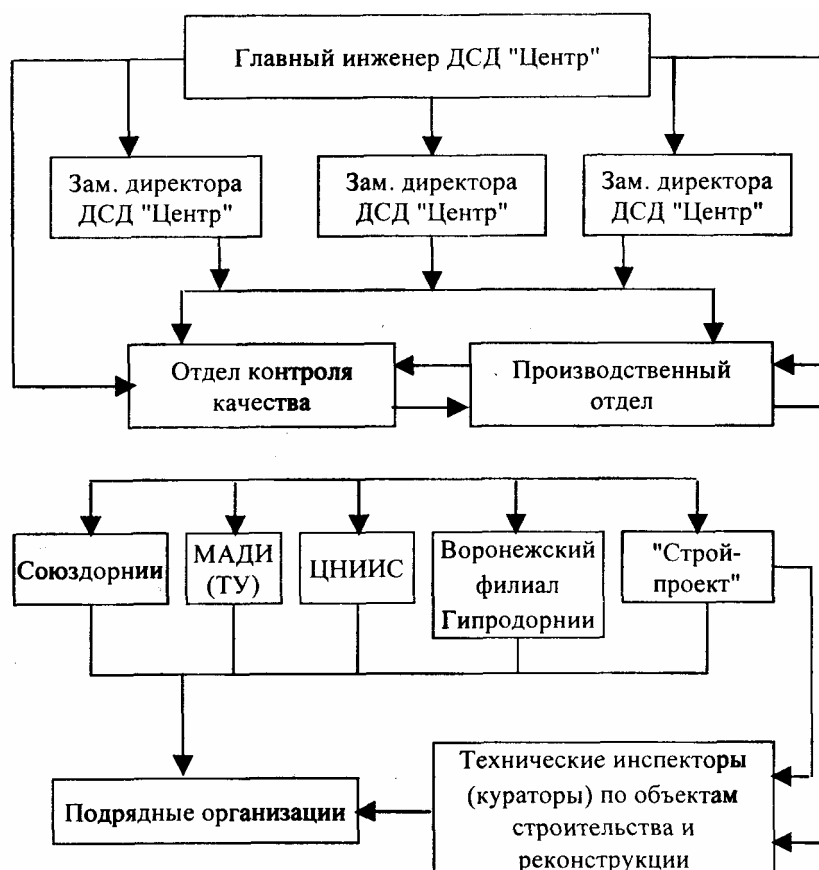 Главный инженер ДСД "Центр"
Зам. директора
ДСД "Центр"
Зам. директора
ДСД "Центр"
Зам. директора
ДСД "Центр"
Отдел контроля
качества
Производственный
отдел
Союздорнии
МАДИ
(ТУ)
ЦНИИС
Воронежский
филиал
Гипродорнии
"Строй-
проект"
Подрядные организации
Технические инспекторы
(кураторы) по объектам
строительства и
реконструкции